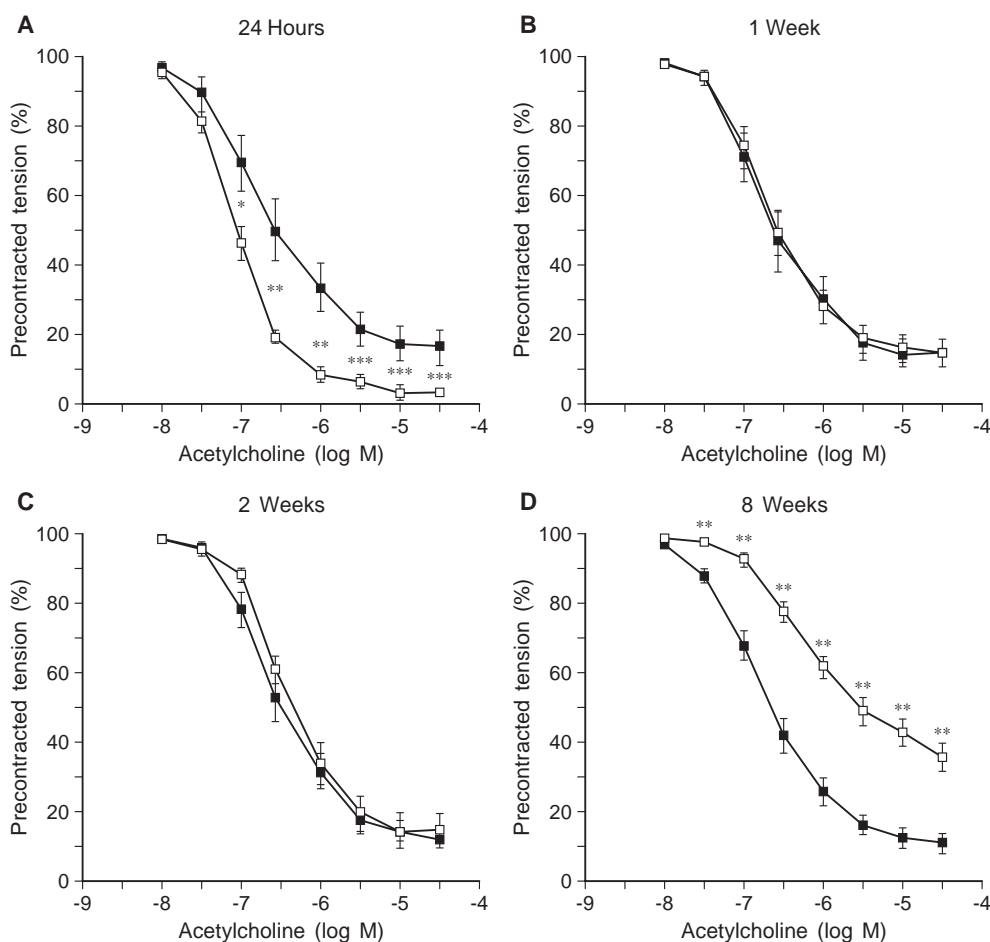 A
24 Hours
Precontracted tension (%)
100
80
60
40
20
0
*
**
**
***
***
***
-9 -8 -7 -6 -5 -4
Acetylcholine (log M)
B
1 Week
Precontracted tension (%)
100
80
60
40
20
0
-9 -8 -7 -6 -5 -4
Acetylcholine (log M)
C
2 Weeks
Precontracted tension (%)
100
80
60
40
20
0
-9 -8 -7 -6 -5 -4
Acetylcholine (log M)
D
8 Weeks
Precontracted tension (%)
100
80
60
40
20
0
**
**
**
**
**
**
**
-9 -8 -7 -6 -5 -4
Acetylcholine (log M)